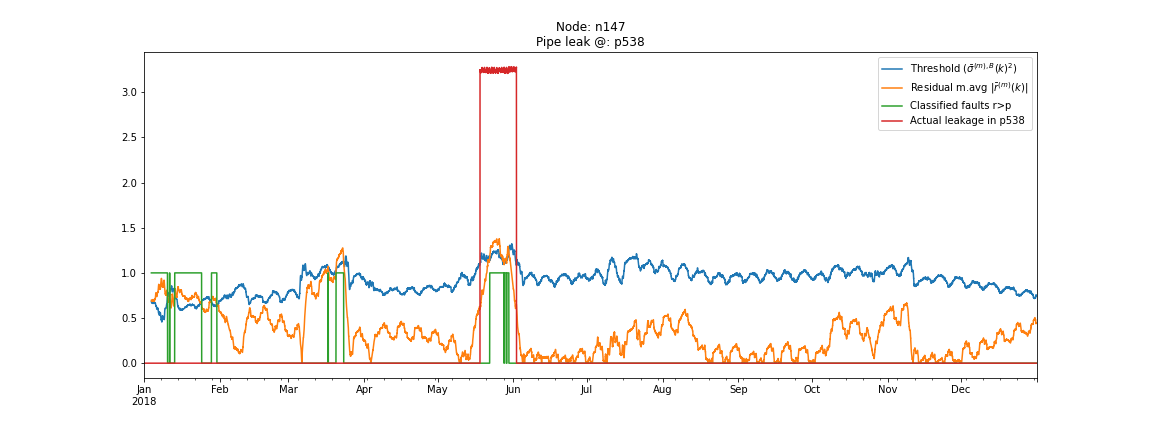 Node: n147
Pipe leak @: p538
Threshold (σ̄^(m),B(k)²)
Residual m.avg |r̄^(m)(k)|
Classified faults r>p
Actual leakage in p538
3.0
2.5
2.0
1.5
1.0
0.5
0.0
Jan Feb Mar Apr May Jun Jul Aug Sep Oct Nov Dec
2018